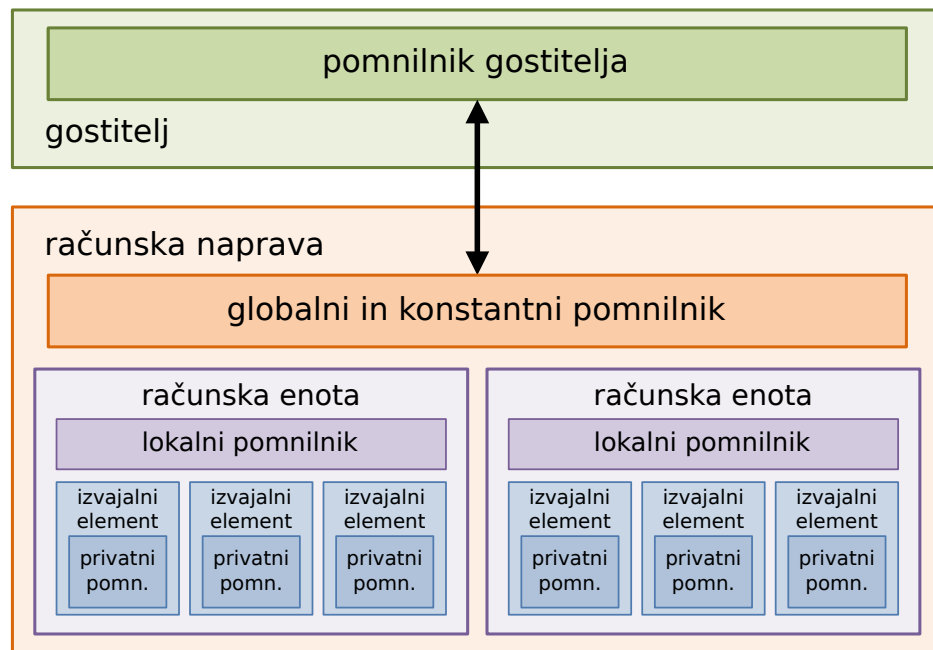 pomnilnik gostitelja
gostitelj
računska naprava
globalni in konstantni pomnilnik
računska enota
lokalni pomnilnik
izvajalni
element
privatni
pomn.
izvajalni
element
privatni
pomn.
izvajalni
element
privatni
pomn.
računska enota
lokalni pomnilnik
izvajalni
element
privatni
pomn.
izvajalni
element
privatni
pomn.
izvajalni
element
privatni
pomn.